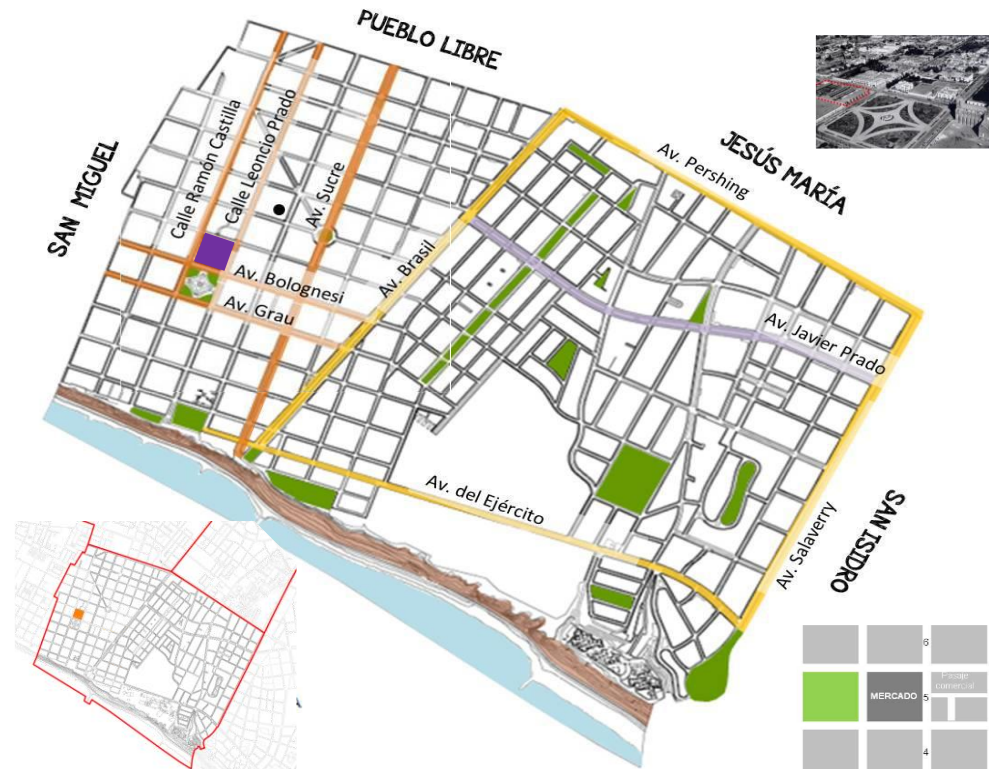 PUEBLO LIBRE
SAN MIGUEL
JESÚS MARÍA
SAN ISIDRO
Calle Ramón Castilla
Calle Leoncio Prado
Av. Sucre
Av. Brasil
Av. Pershing
Av. Bolognesi
Av. Grau
Av. Javier Prado
Av. del Ejército
Av. Salaverry
6
Pasaje
comercial
MERCADO
5
4